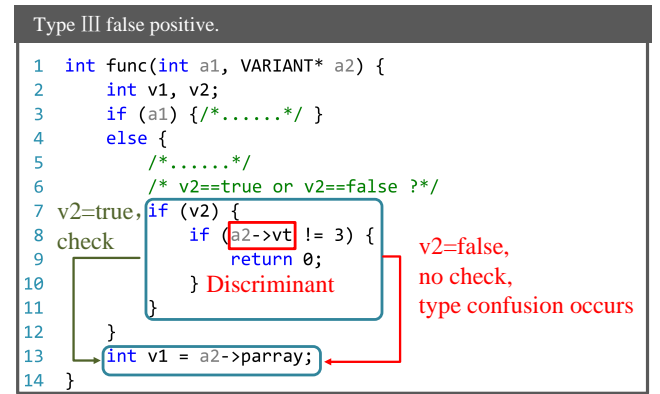 Type Ⅲ false positive.
1 int func(int a1, VARIANT* a2) {
2 int v1, v2;
3 if (a1) {/*......*/ }
4 else {
5 /*......*/
6 /* v2==true or v2==false ?*/
7 if (v2) {
8 if (a2->vt != 3) {
9 return 0;
10 } Discriminant
11 }
12 }
13 int v1 = a2->parray;
14 }
v2=true,
check
v2=false,
no check,
type confusion occurs